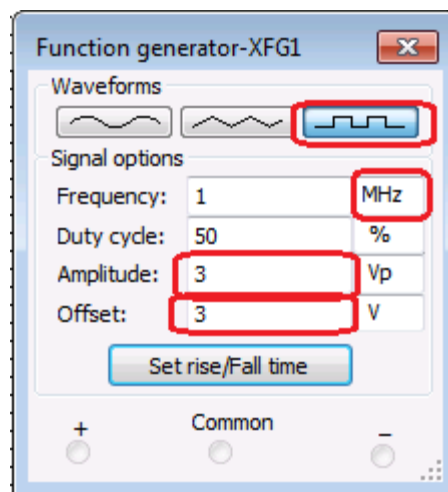 Function generator-XFG1
Waveforms
Signal options
Frequency: 1 MHz
Duty cycle: 50 %
Amplitude: 3 Vp
Offset: 3 V
Set rise/Fall time
+ Common −